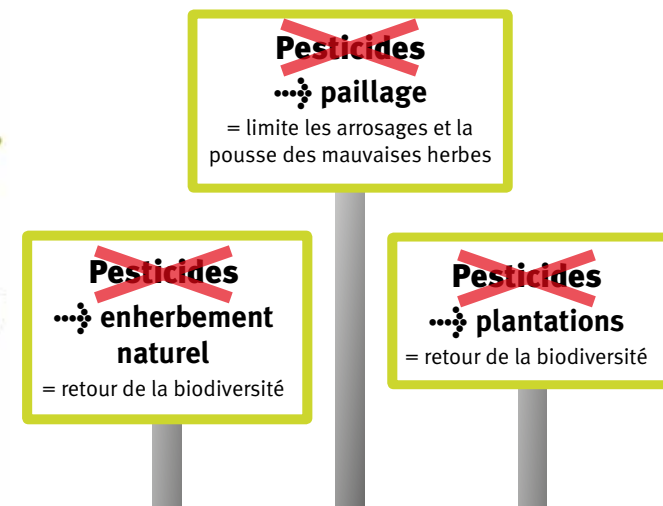 Pesticides
paillage
= limite les arrosages et la
pousse des mauvaises herbes
Pesticides
enherbement
naturel
= retour de la biodiversité
Pesticides
plantations
= retour de la biodiversité